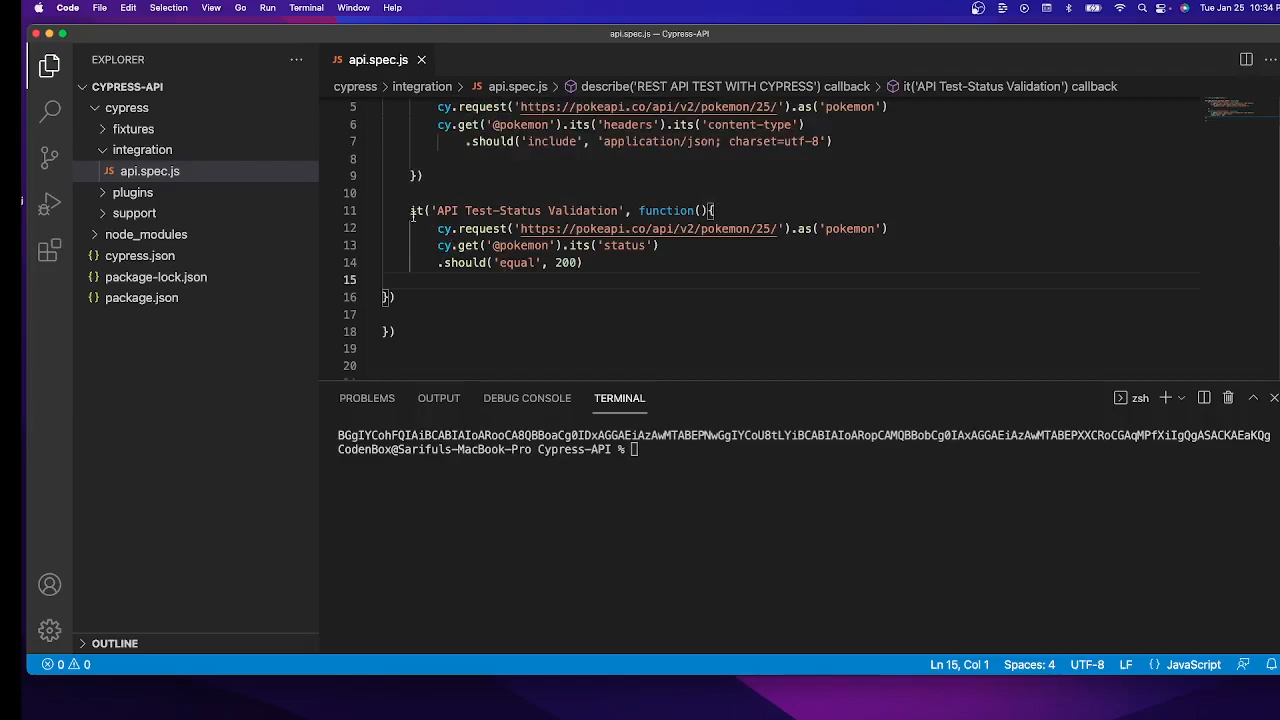 Code File Edit Selection View Go Run Terminal Window Help Tue Jan 25 10:34 P
api.spec.js — Cypress-API
EXPLORER
api.spec.js
CYPRESS-API
cypress
fixtures
integration
api.spec.js
plugins
support
node_modules
cypress.json
package-lock.json
package.json
OUTLINE
cypress > integration > JS api.spec.js > describe('REST API TEST WITH CYPRESS') callback > it('API Test-Status Validation') callback
5 cy.request('https://pokeapi.co/api/v2/pokemon/25/').as('pokemon')
6 cy.get('@pokemon').its('headers').its('content-type')
7 .should('include', 'application/json; charset=utf-8')
8
9 })
10
11 it('API Test-Status Validation', function(){
12 cy.request('https://pokeapi.co/api/v2/pokemon/25/').as('pokemon')
13 cy.get('@pokemon').its('status')
14 .should('equal', 200)
15
16 })
17
18 })
19
20
PROBLEMS OUTPUT DEBUG CONSOLE TERMINAL zsh
CodenBox@Sarifuls-MacBook-Pro Cypress-API %
0 0 Ln 15, Col 1 Spaces: 4 UTF-8 LF {} JavaScript